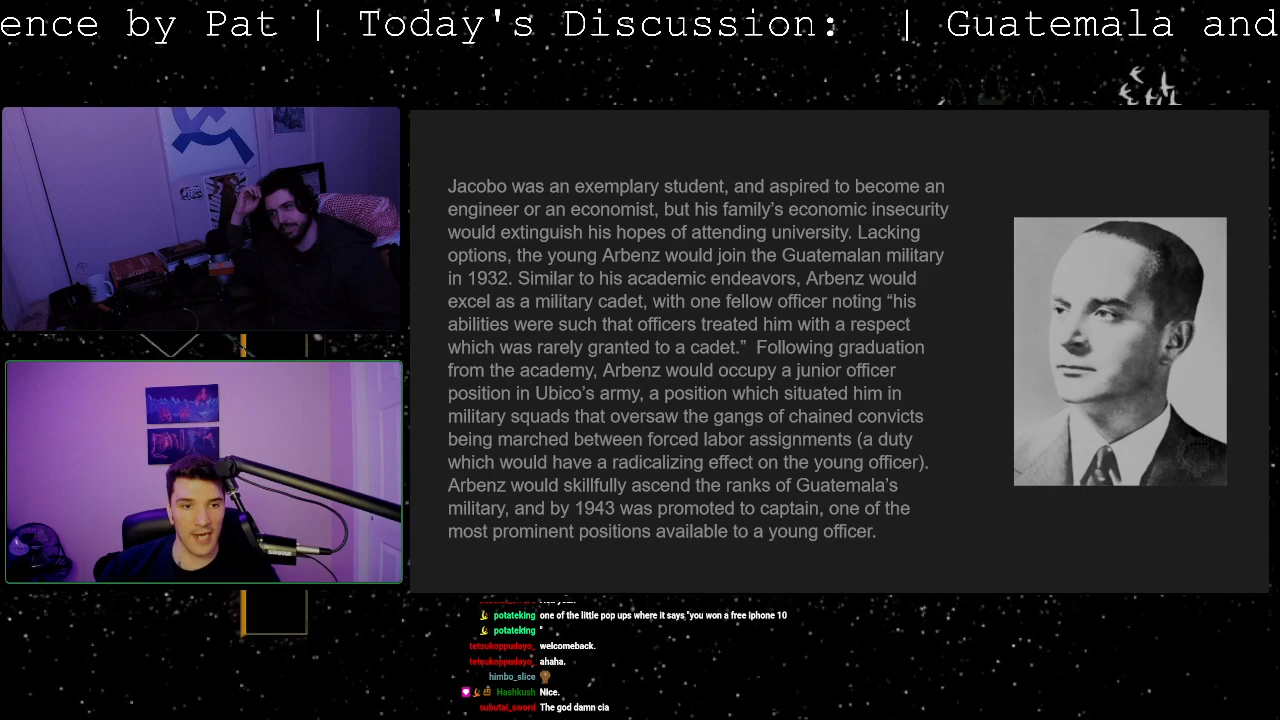 ence by Pat | Today's Discussion:   | Guatemala and
Jacobo was an exemplary student, and aspired to become an
engineer or an economist, but his family’s economic insecurity
would extinguish his hopes of attending university. Lacking
options, the young Arbenz would join the Guatemalan military
in 1932. Similar to his academic endeavors, Arbenz would
excel as a military cadet, with one fellow officer noting “his
abilities were such that officers treated him with a respect
which was rarely granted to a cadet.”  Following graduation
from the academy, Arbenz would occupy a junior officer
position in Ubico’s army, a position which situated him in
military squads that oversaw the gangs of chained convicts
being marched between forced labor assignments (a duty
which would have a radicalizing effect on the young officer).
Arbenz would skillfully ascend the ranks of Guatemala’s
military, and by 1943 was promoted to captain, one of the
most prominent positions available to a young officer.
SHURE
potateking one of the little pop ups where it says "you won a free iphone 10
potateking "
tetsukoppudayo_ welcomeback.
tetsukoppudayo_ ahaha.
himbo_slice
Hashkush Nice.
subutai_sword The god damn cia